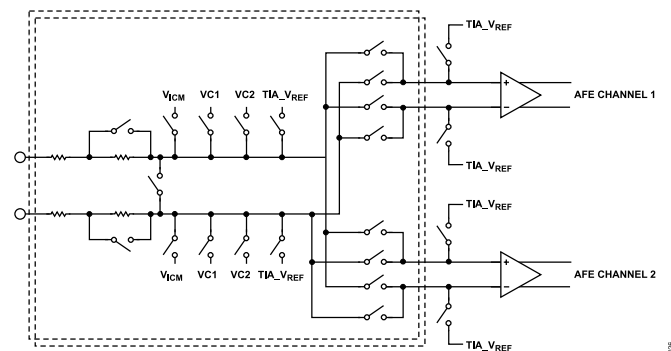 TIA_VREF
VICM VC1 VC2 TIA_VREF
AFE CHANNEL 1
TIA_VREF
TIA_VREF
VICM VC1 VC2 TIA_VREF
AFE CHANNEL 2
TIA_VREF